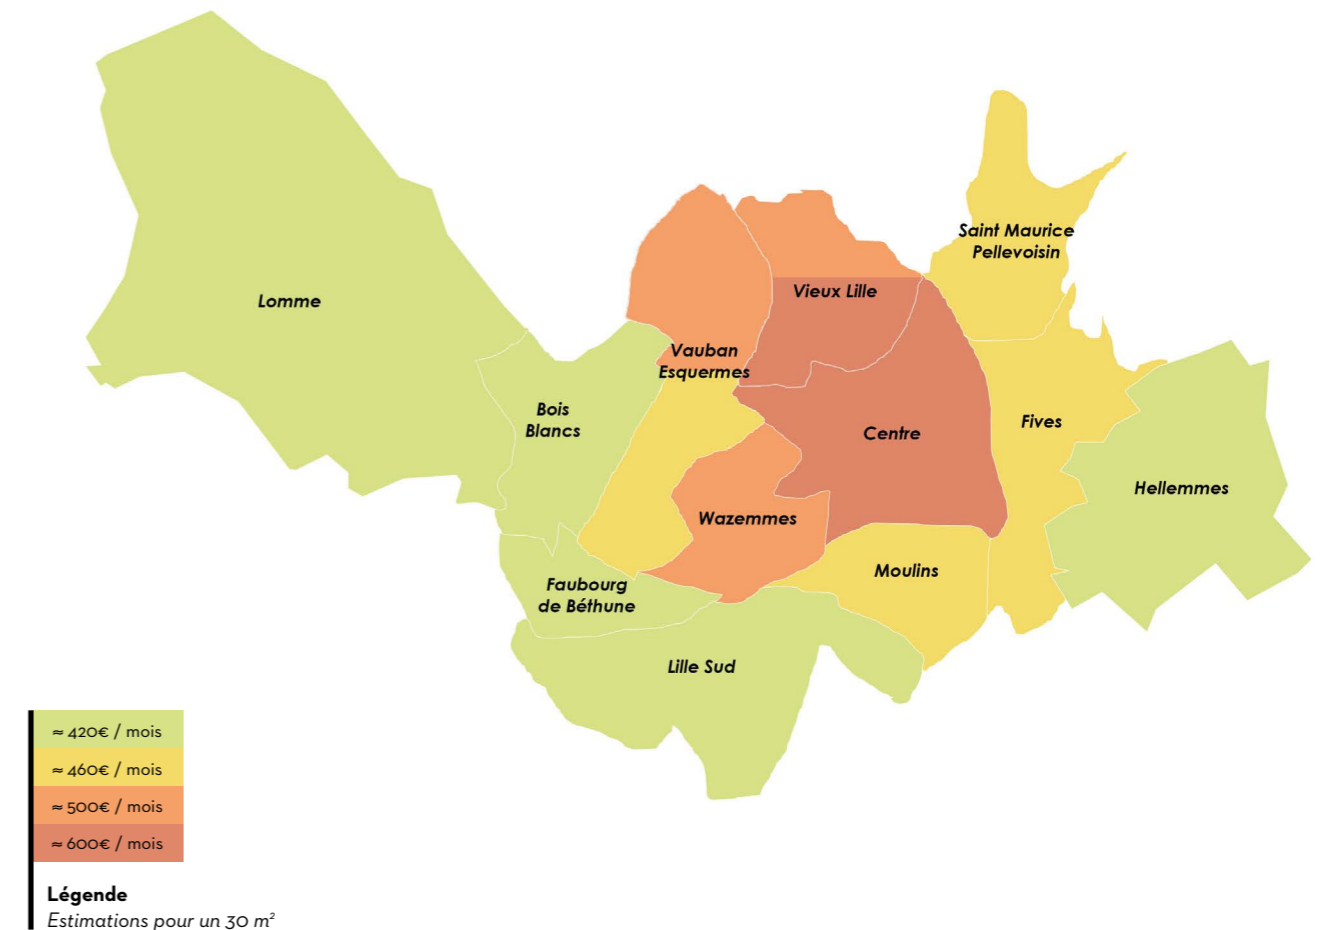 Saint Maurice
Pellevoisin
Lomme
Vieux Lille
Vauban
Esquermes
Bois
Blancs
Centre
Fives
Hellemmes
Wazemmes
Moulins
Faubourg
de Béthune
Lille Sud
≈ 420€ / mois
≈ 460€ / mois
≈ 500€ / mois
≈ 600€ / mois
Légende
Estimations pour un 30 m²